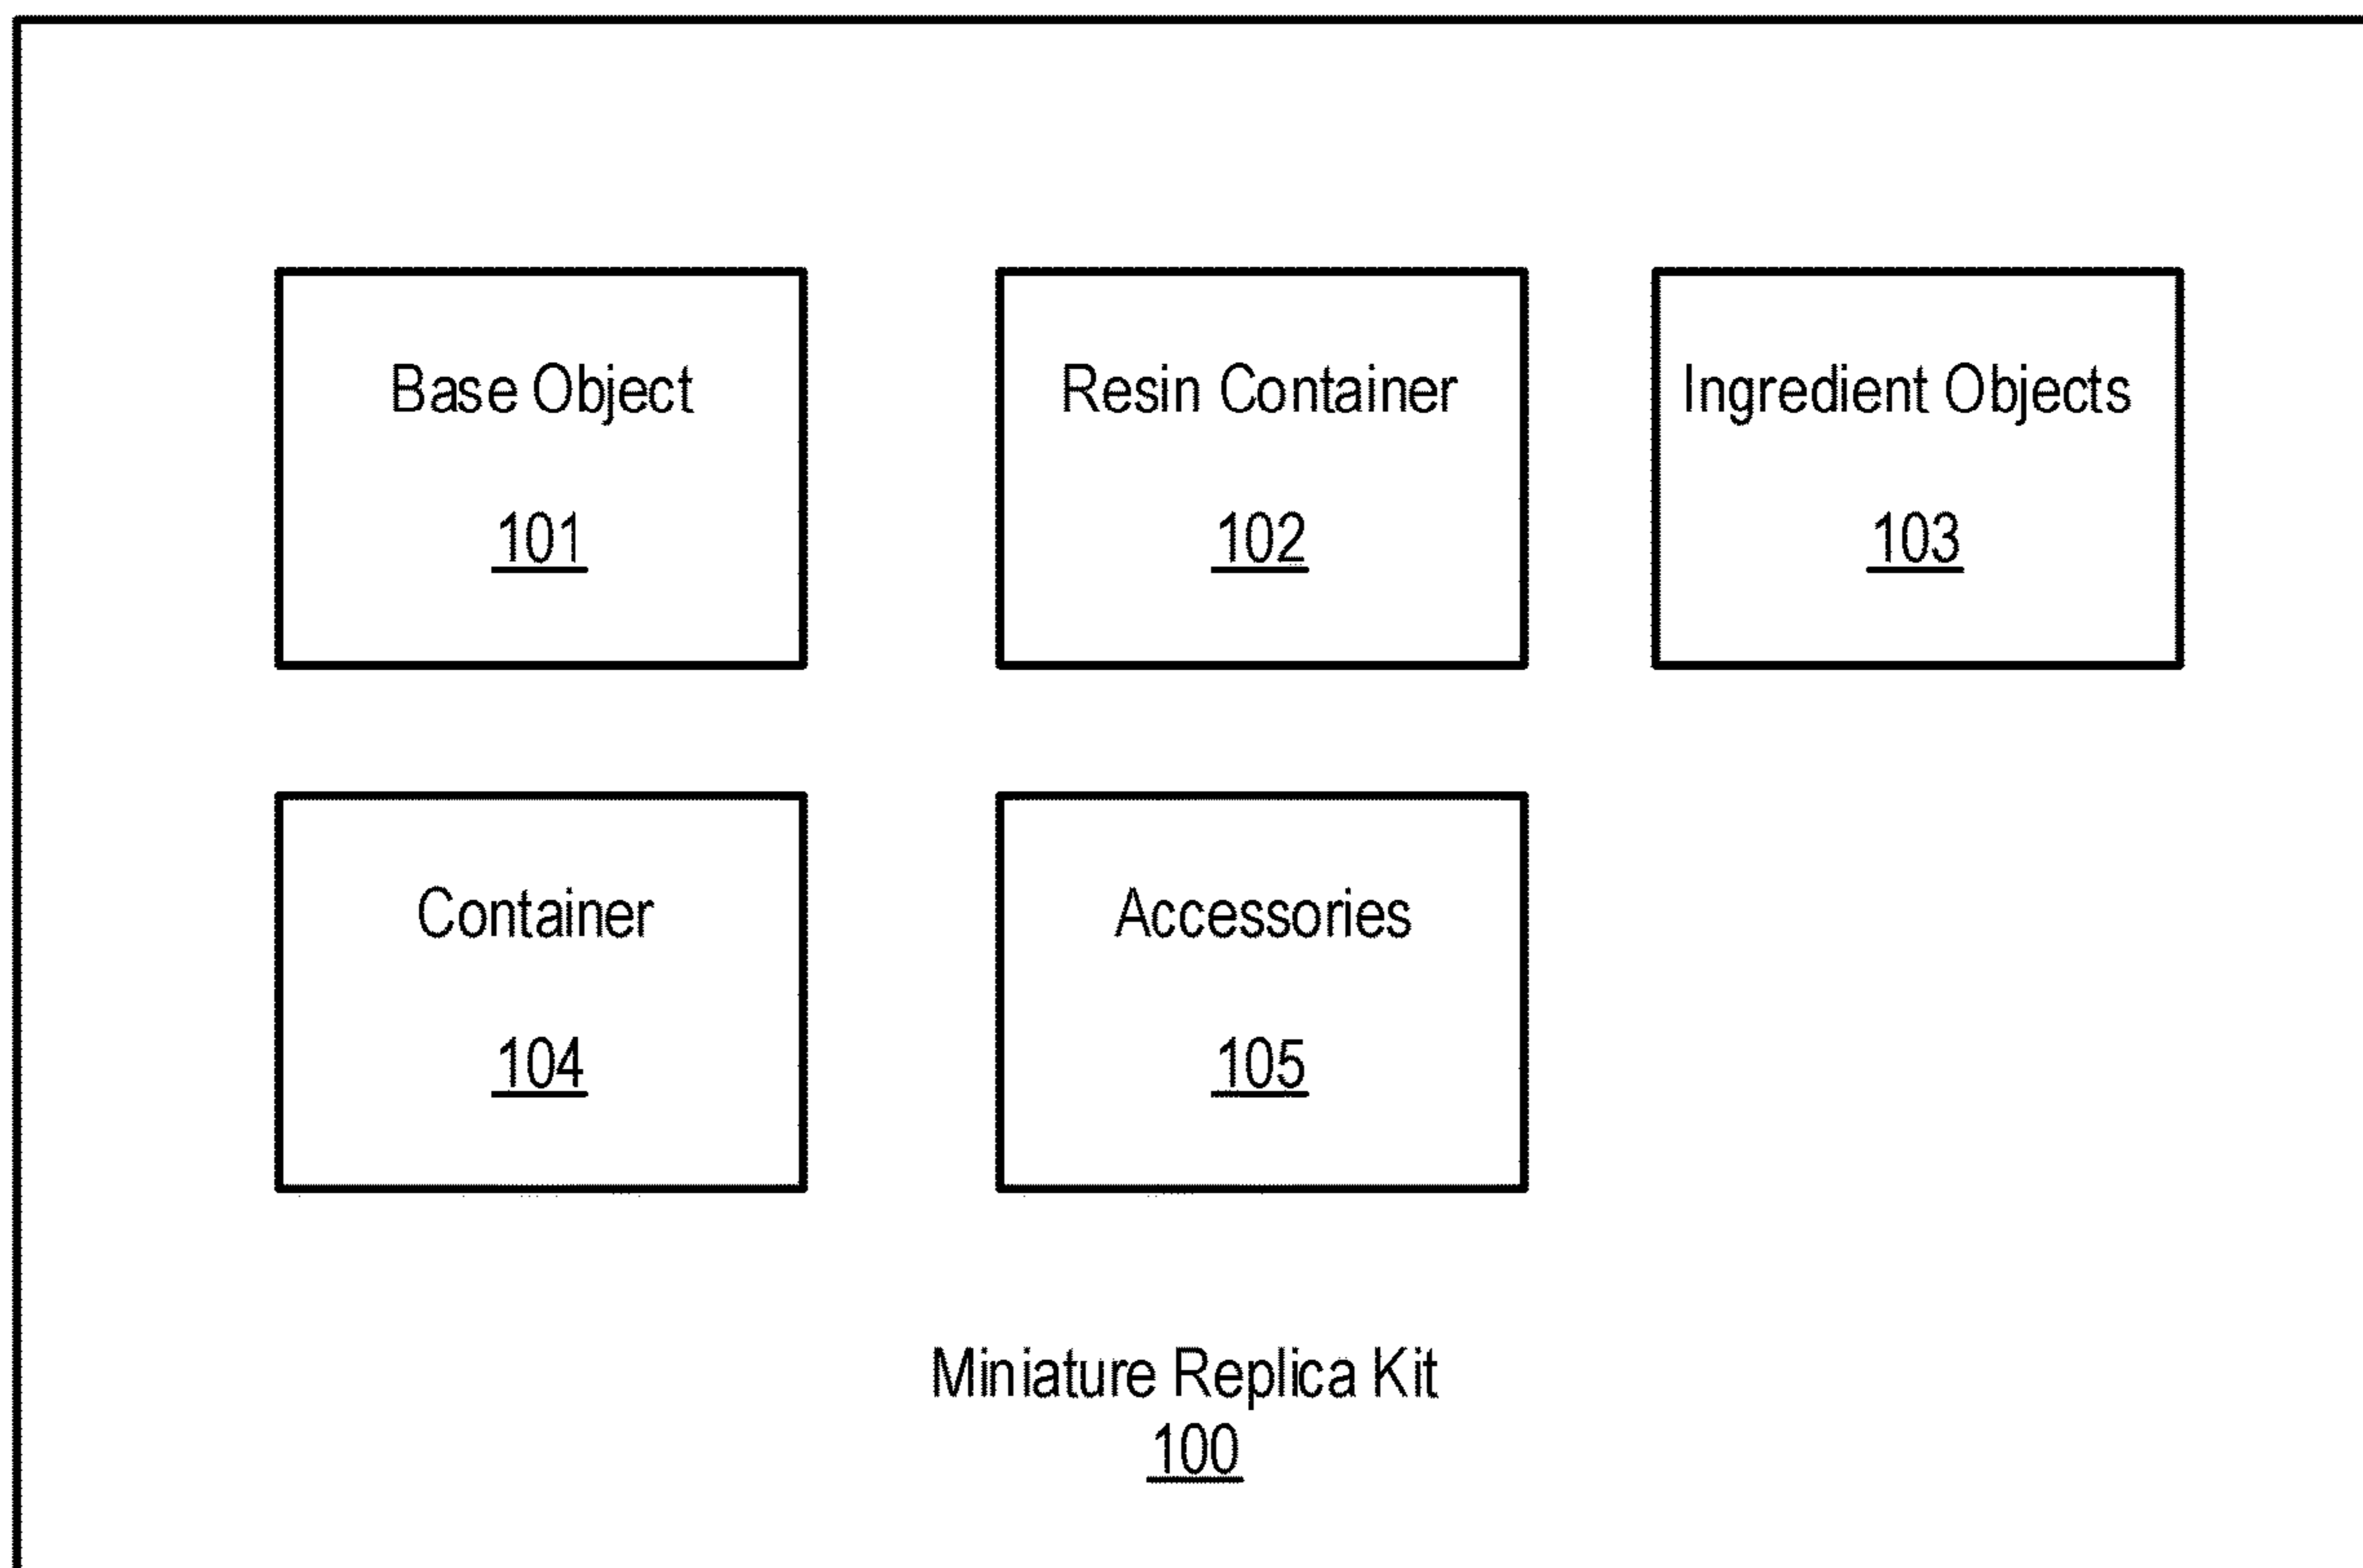 Base Object
101
Resin Container
102
Ingredient Objects
103
Container
104
Accessories
105
Miniature Replica Kit
100